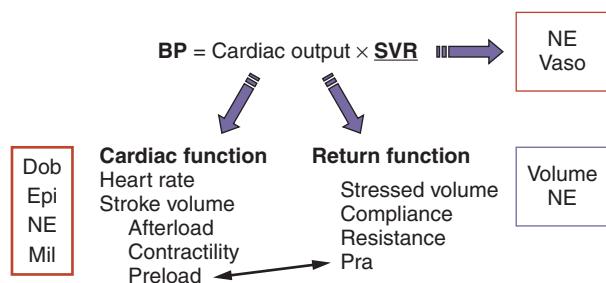 BP = Cardiac output × SVR
NE
Vaso
Cardiac function
Heart rate
Stroke volume
Afterload
Contractility
Preload
Return function
Stressed volume
Compliance
Resistance
Pra
Dob
Epi
NE
Mil
Volume
NE